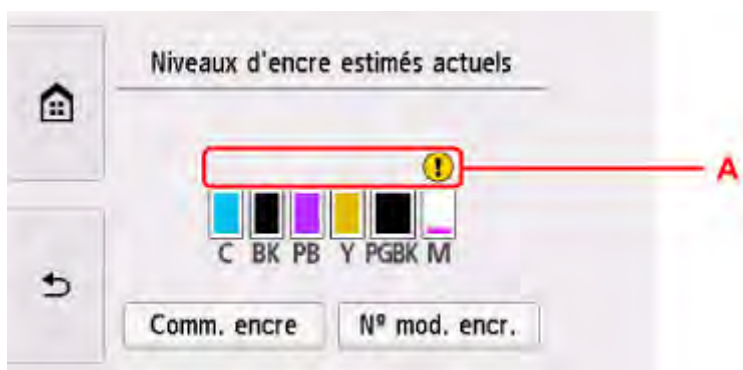 Niveaux d'encre estimés actuels
A
C BK PB Y PGBK M
Comm. encre Nº mod. encr.